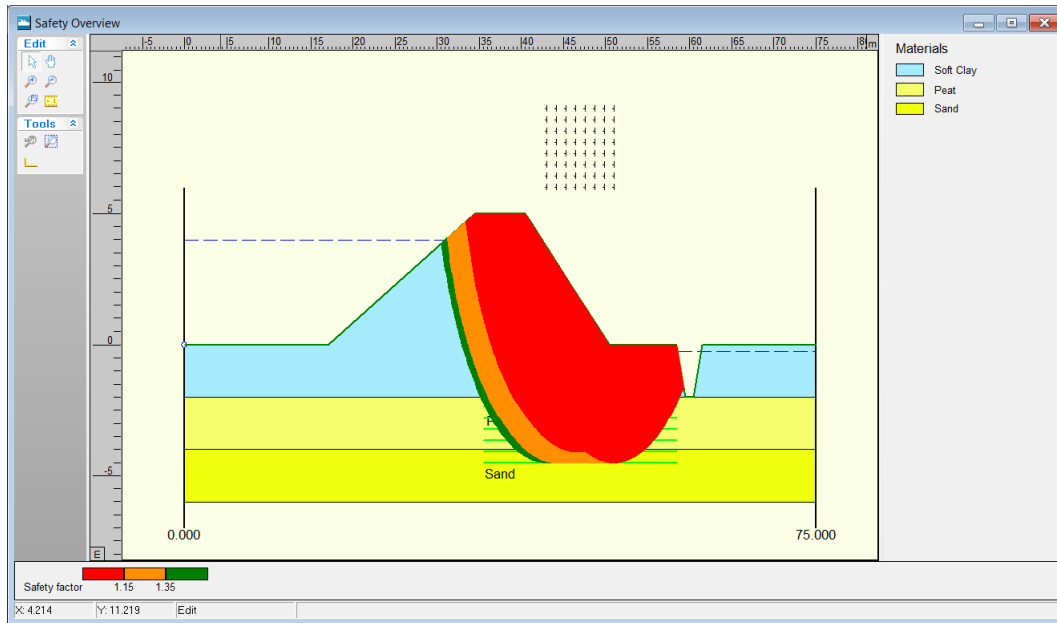 Safety Overview
Edit
Tools
-5 0 5 10 15 20 25 30 35 40 45 50 55 60 65 70 75 m
10
5
0
-5
E
Sand
0.000 75.000
Materials
Soft Clay
Peat
Sand
Safety factor 1.15 1.35
X: 4.214 Y: 11.219 Edit